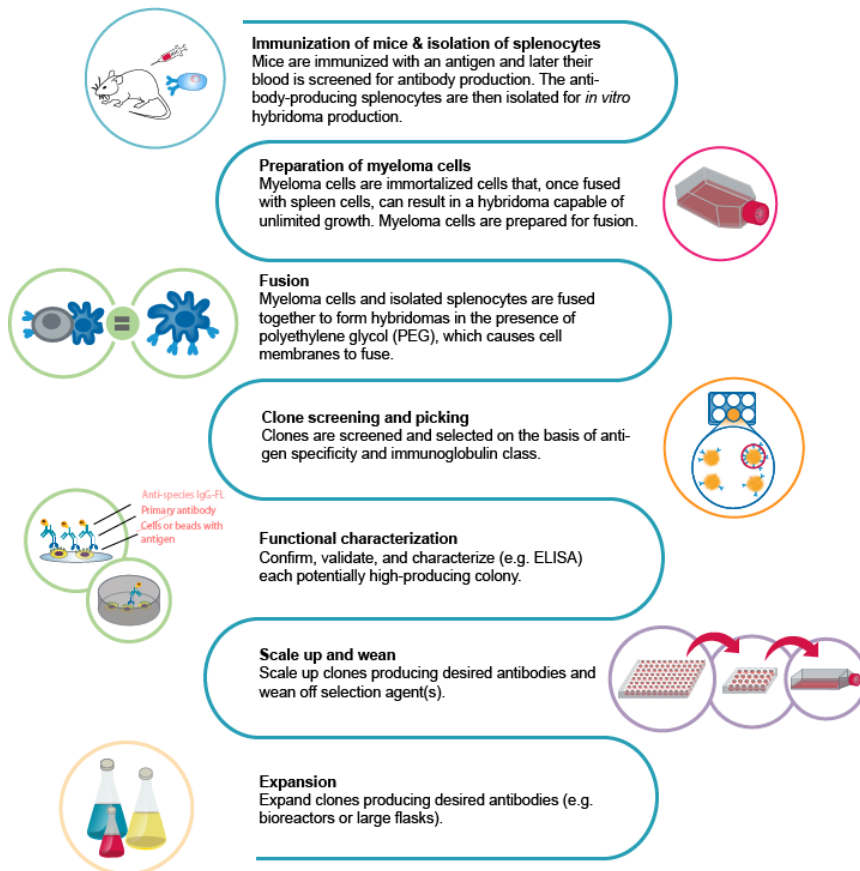 Immunization of mice & isolation of splenocytes
Mice are immunized with an antigen and later their
blood is screened for antibody production. The anti-
body-producing splenocytes are then isolated for in vitro
hybridoma production.
Preparation of myeloma cells
Myeloma cells are immortalized cells that, once fused
with spleen cells, can result in a hybridoma capable of
unlimited growth. Myeloma cells are prepared for fusion.
Fusion
Myeloma cells and isolated splenocytes are fused
together to form hybridomas in the presence of
polyethylene glycol (PEG), which causes cell
membranes to fuse.
Clone screening and picking
Clones are screened and selected on the basis of anti-
gen specificity and immunoglobulin class.
Anti-species IgG-FL
Primary antibody
Cells or beads with
antigen
Functional characterization
Confirm, validate, and characterize (e.g. ELISA)
each potentially high-producing colony.
Scale up and wean
Scale up clones producing desired antibodies and
wean off selection agent(s).
Expansion
Expand clones producing desired antibodies (e.g.
bioreactors or large flasks).